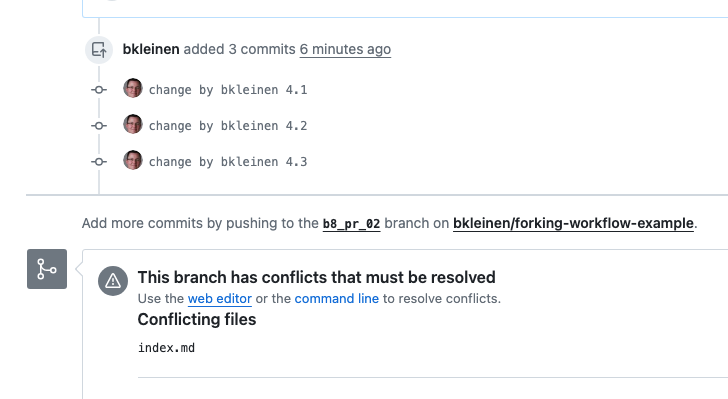 bkleinen added 3 commits 6 minutes ago
change by bkleinen 4.1
change by bkleinen 4.2
change by bkleinen 4.3
Add more commits by pushing to the b8_pr_02 branch on bkleinen/forking-workflow-example.
This branch has conflicts that must be resolved
Use the web editor or the command line to resolve conflicts.
Conflicting files
index.md